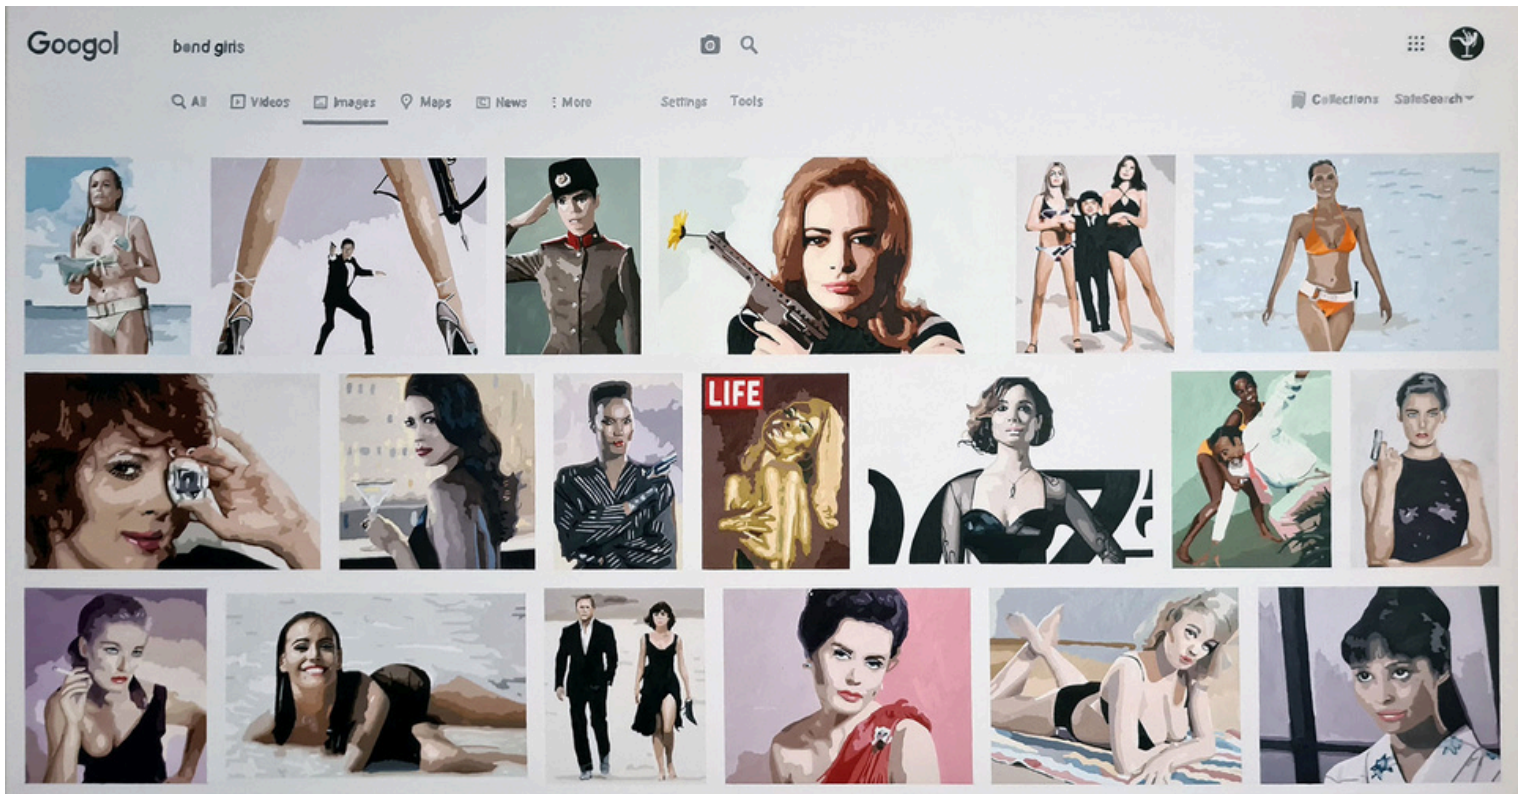 Googol bond girls
All Videos Images Maps News More Settings Tools Collections SafeSearch
LIFE